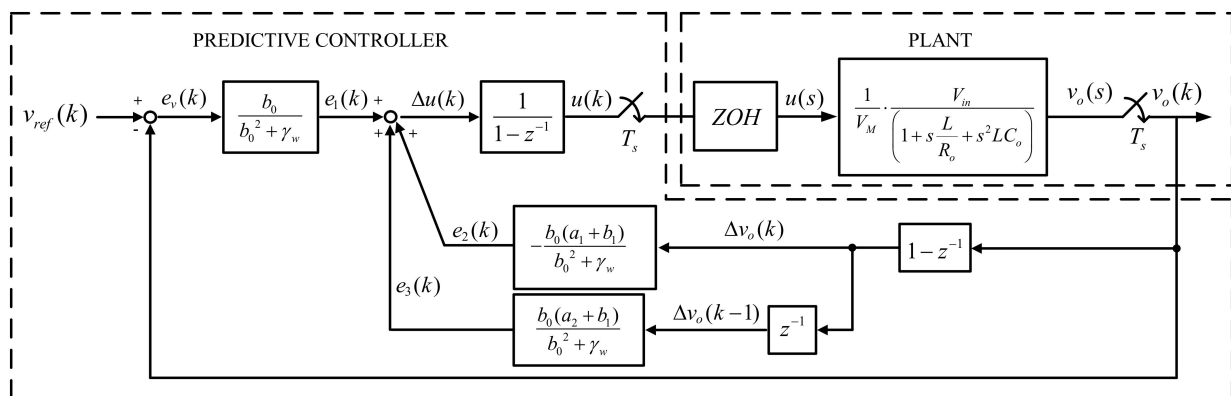 PREDICTIVE CONTROLLER
PLANT
v_ref(k)
+
-
e_v(k)
b_0 / (b_0^2 + γ_w)
e_1(k)
+
+
+
Δu(k)
1 / (1 - z^-1)
u(k)
T_s
ZOH
u(s)
1/V_M · V_in / (1 + s L/R_o + s^2 L C_o)
v_o(s)
v_o(k)
T_s
e_2(k)
- b_0(a_1 + b_1) / (b_0^2 + γ_w)
Δv_o(k)
1 - z^-1
e_3(k)
b_0(a_2 + b_1) / (b_0^2 + γ_w)
Δv_o(k-1)
z^-1